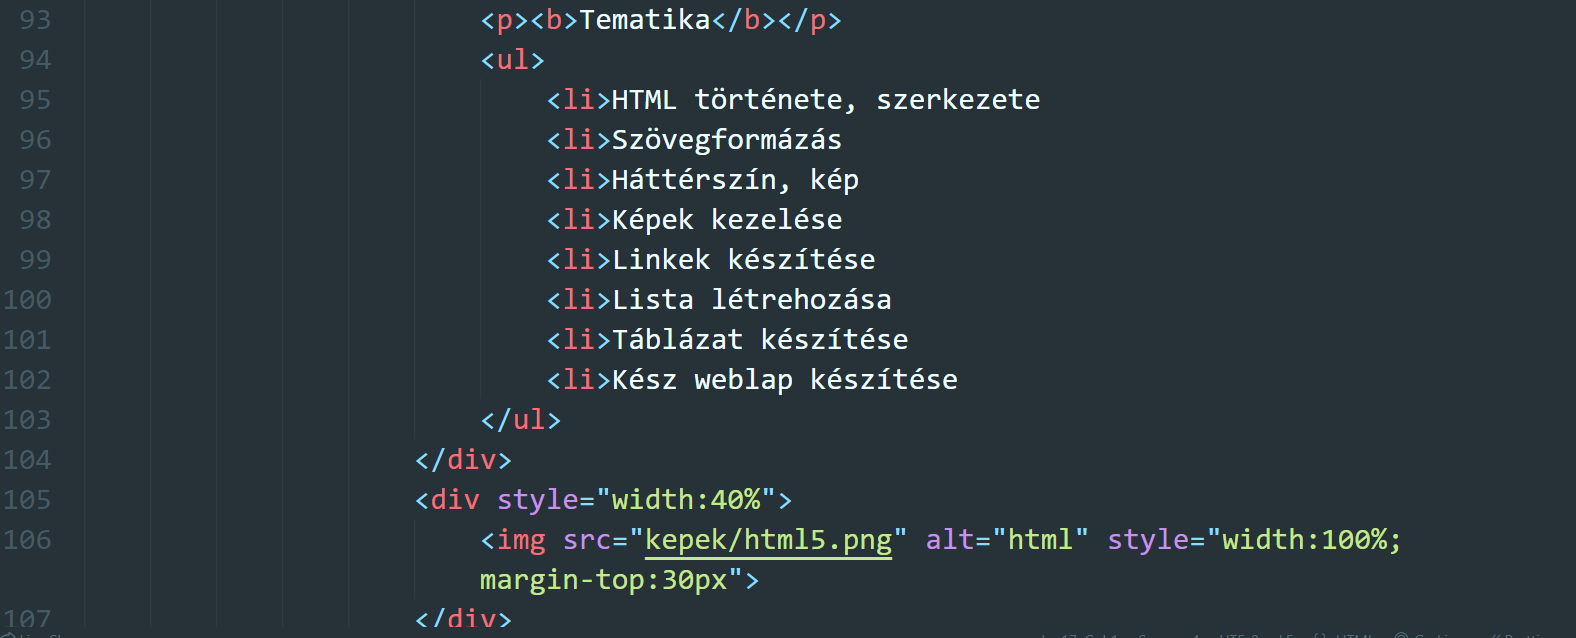 93 <p><b>Tematika</b></p>
94 <ul>
95 <li>HTML története, szerkezete
96 <li>Szövegformázás
97 <li>Háttérszín, kép
98 <li>Képek kezelése
99 <li>Linkek készítése
100 <li>Lista létrehozása
101 <li>Táblázat készítése
102 <li>Kész weblap készítése
103 </ul>
104 </div>
105 <div style="width:40%">
106 <img src="kepek/html5.png" alt="html" style="width:100%;
margin-top:30px">
107 </div>